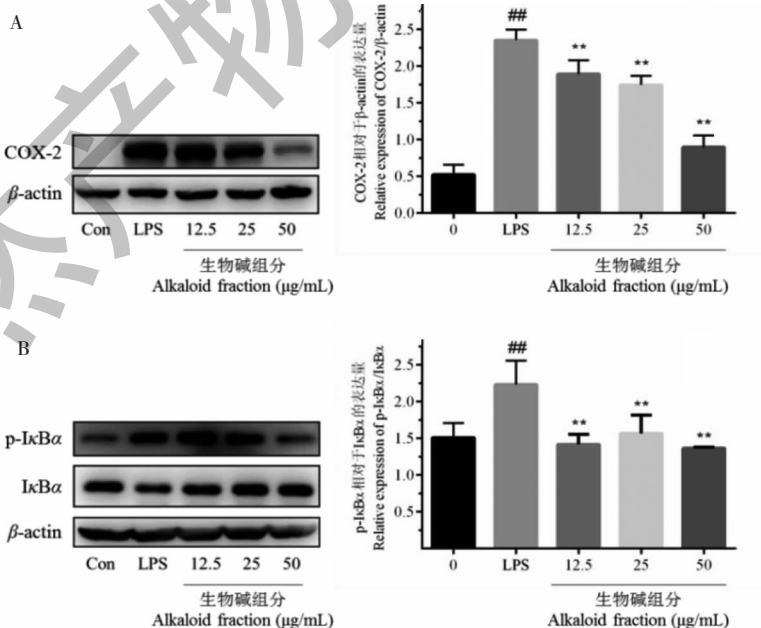 A
COX-2
β-actin
Con LPS 12.5 25 50
生物碱组分
Alkaloid fraction (μg/mL)
COX-2相对于β-actin的表达量
Relative expression of COX-2/β-actin
2.5
2.0
1.5
1.0
0.5
0.0
##
**
**
**
0 LPS 12.5 25 50
生物碱组分
Alkaloid fraction (μg/mL)
B
p-IκBα
IκBα
β-actin
Con LPS 12.5 25 50
生物碱组分
Alkaloid fraction (μg/mL)
p-IκBα相对于IκBα的表达量
Relative expression of p-IκBα/IκBα
2.5
2.0
1.5
1.0
0.5
##
**
**
**
0 LPS 12.5 25 50
生物碱组分
Alkaloid fraction (μg/mL)
产物